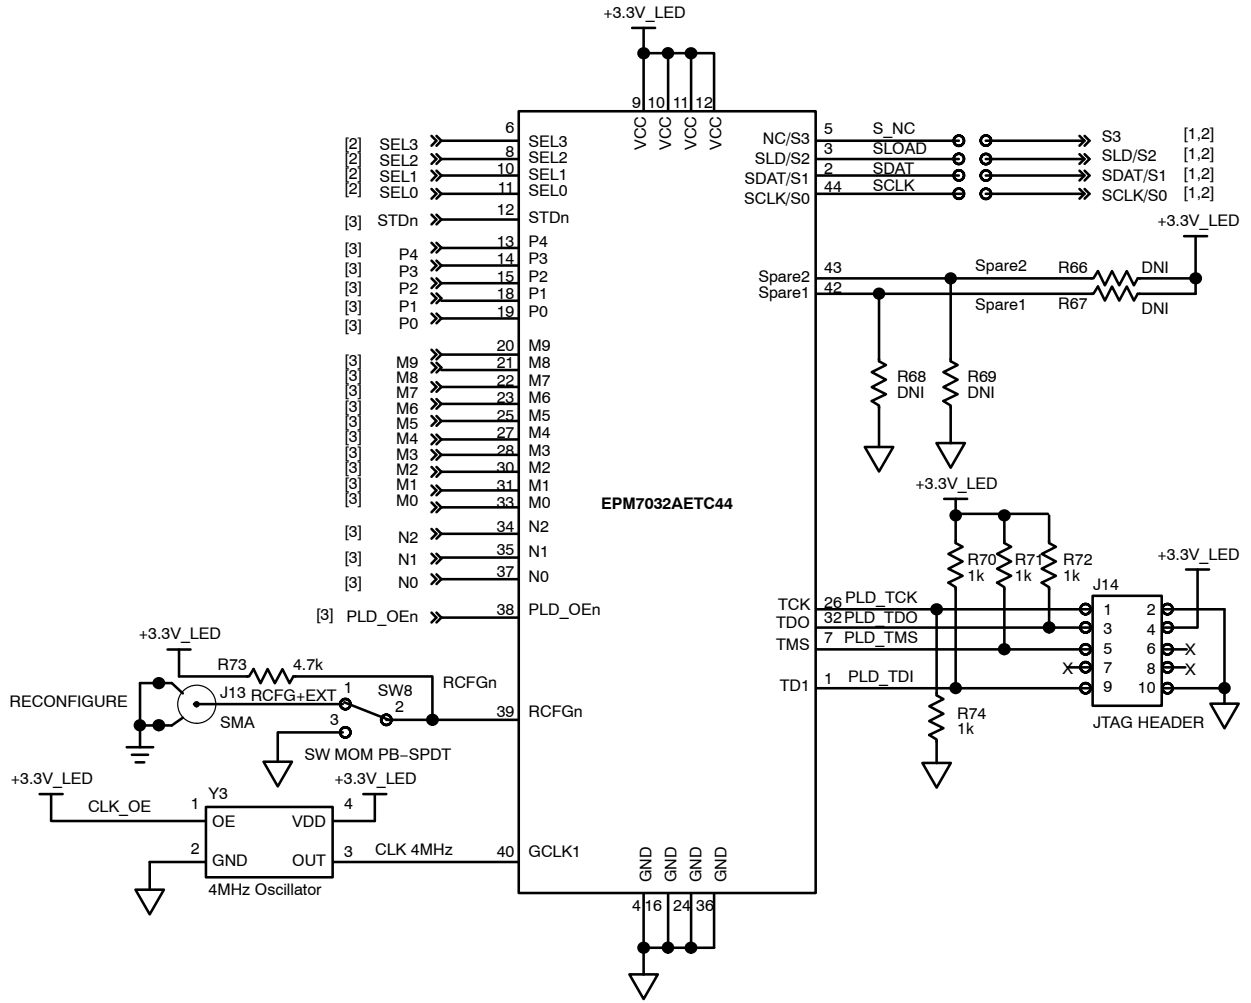 +3.3V_LED
9 10 11 12
VCC VCC VCC VCC
[2] SEL3 6 SEL3
[2] SEL2 8 SEL2
[2] SEL1 10 SEL1
[2] SEL0 11 SEL0
[3] STDn 12 STDn
[3] P4 13 P4
[3] P3 14 P3
[3] P2 15 P2
[3] P1 18 P1
[3] P0 19 P0
[3] M9 20 M9
[3] M8 21 M8
[3] M7 22 M7
[3] M6 23 M6
[3] M5 25 M5
[3] M4 27 M4
[3] M3 28 M3
[3] M2 30 M2
[3] M1 31 M1
[3] M0 33 M0
[3] N2 34 N2
[3] N1 35 N1
[3] N0 37 N0
[3] PLD_OEn 38 PLD_OEn
+3.3V_LED
R73 4.7k
RCFGn
RECONFIGURE
J13 RCFG+EXT
SMA
1 SW8
2
3
SW MOM PB-SPDT
39 RCFGn
+3.3V_LED
CLK_OE
Y3
+3.3V_LED
1 OE VDD 4
2 GND OUT 3
CLK 4MHz
40 GCLK1
4MHz Oscillator
EPM7032AETC44
NC/S3 5 S_NC S3 [1,2]
SLD/S2 3 SLOAD SLD/S2 [1,2]
SDAT/S1 2 SDAT SDAT/S1 [1,2]
SCLK/S0 44 SCLK SCLK/S0 [1,2]
+3.3V_LED
Spare2 43 Spare2 R66 DNI
Spare1 42 Spare1 R67 DNI
R68
DNI
R69
DNI
+3.3V_LED
R70
1k
R71
1k
R72
1k
+3.3V_LED
J14
TCK 26 PLD_TCK
TDO 32 PLD_TDO
TMS 7 PLD_TMS
TD1 1 PLD_TDI
1 2
3 4
5 6 X
X 7 8 X
9 10
JTAG HEADER
R74
1k
GND GND GND GND
4 16 24 36